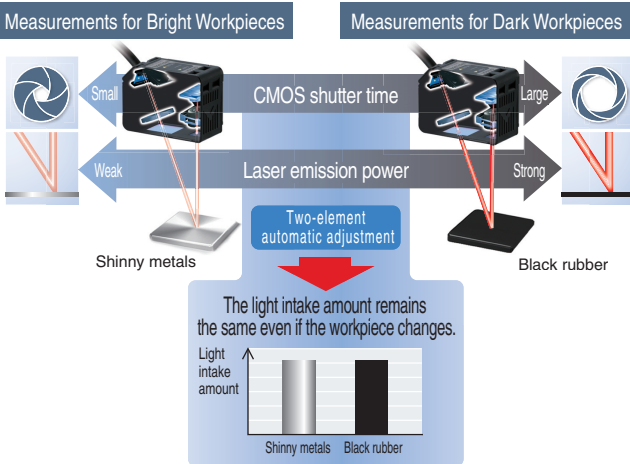 Measurements for Bright Workpieces
Measurements for Dark Workpieces
Small
CMOS shutter time
Large
Weak
Laser emission power
Strong
Two-element
automatic adjustment
Shinny metals
Black rubber
The light intake amount remains
the same even if the workpiece changes.
Light
intake
amount
Shinny metals
Black rubber